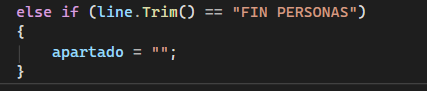 else if (line.Trim() == "FIN PERSONAS")
{
    apartado = "";
}